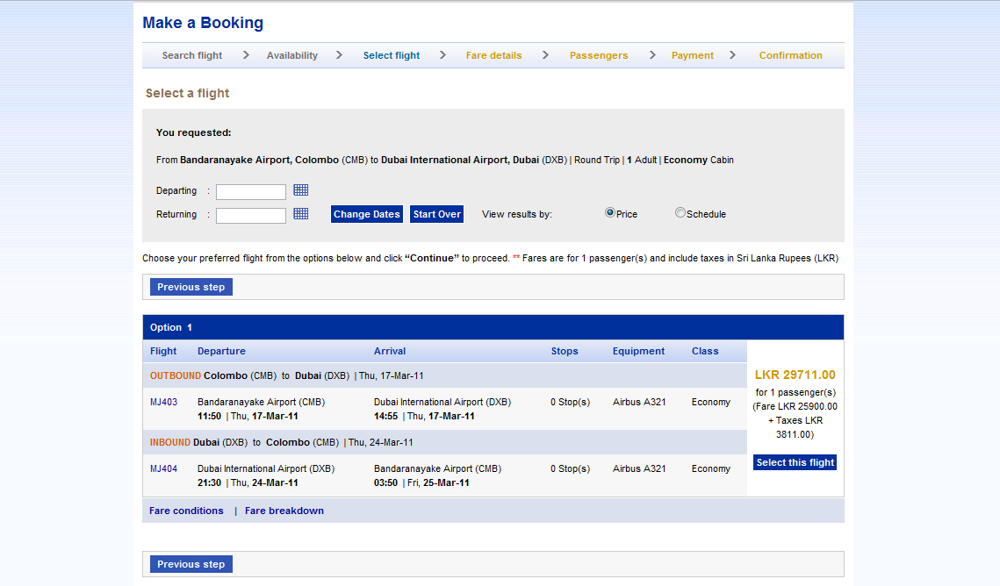 Make a Booking
Search flight > Availability > Select flight > Fare details > Passengers > Payment > Confirmation
Select a flight
You requested:
From Bandaranayake Airport, Colombo (CMB) to Dubai International Airport, Dubai (DXB) | Round Trip | 1 Adult | Economy Cabin
Departing :
Returning : Change Dates Start Over View results by: Price Schedule
Choose your preferred flight from the options below and click “Continue” to proceed. ** Fares are for 1 passenger(s) and include taxes in Sri Lanka Rupees (LKR)
Previous step
Option 1
Flight Departure Arrival Stops Equipment Class
OUTBOUND Colombo (CMB) to Dubai (DXB) | Thu, 17-Mar-11
MJ403 Bandaranayake Airport (CMB) Dubai International Airport (DXB) 0 Stop(s) Airbus A321 Economy
11:50 | Thu, 17-Mar-11 14:55 | Thu, 17-Mar-11
INBOUND Dubai (DXB) to Colombo (CMB) | Thu, 24-Mar-11
MJ404 Dubai International Airport (DXB) Bandaranayake Airport (CMB) 0 Stop(s) Airbus A321 Economy
21:30 | Thu, 24-Mar-11 03:50 | Fri, 25-Mar-11
LKR 29711.00
for 1 passenger(s)
(Fare LKR 25900.00
+ Taxes LKR
3811.00)
Select this flight
Fare conditions | Fare breakdown
Previous step